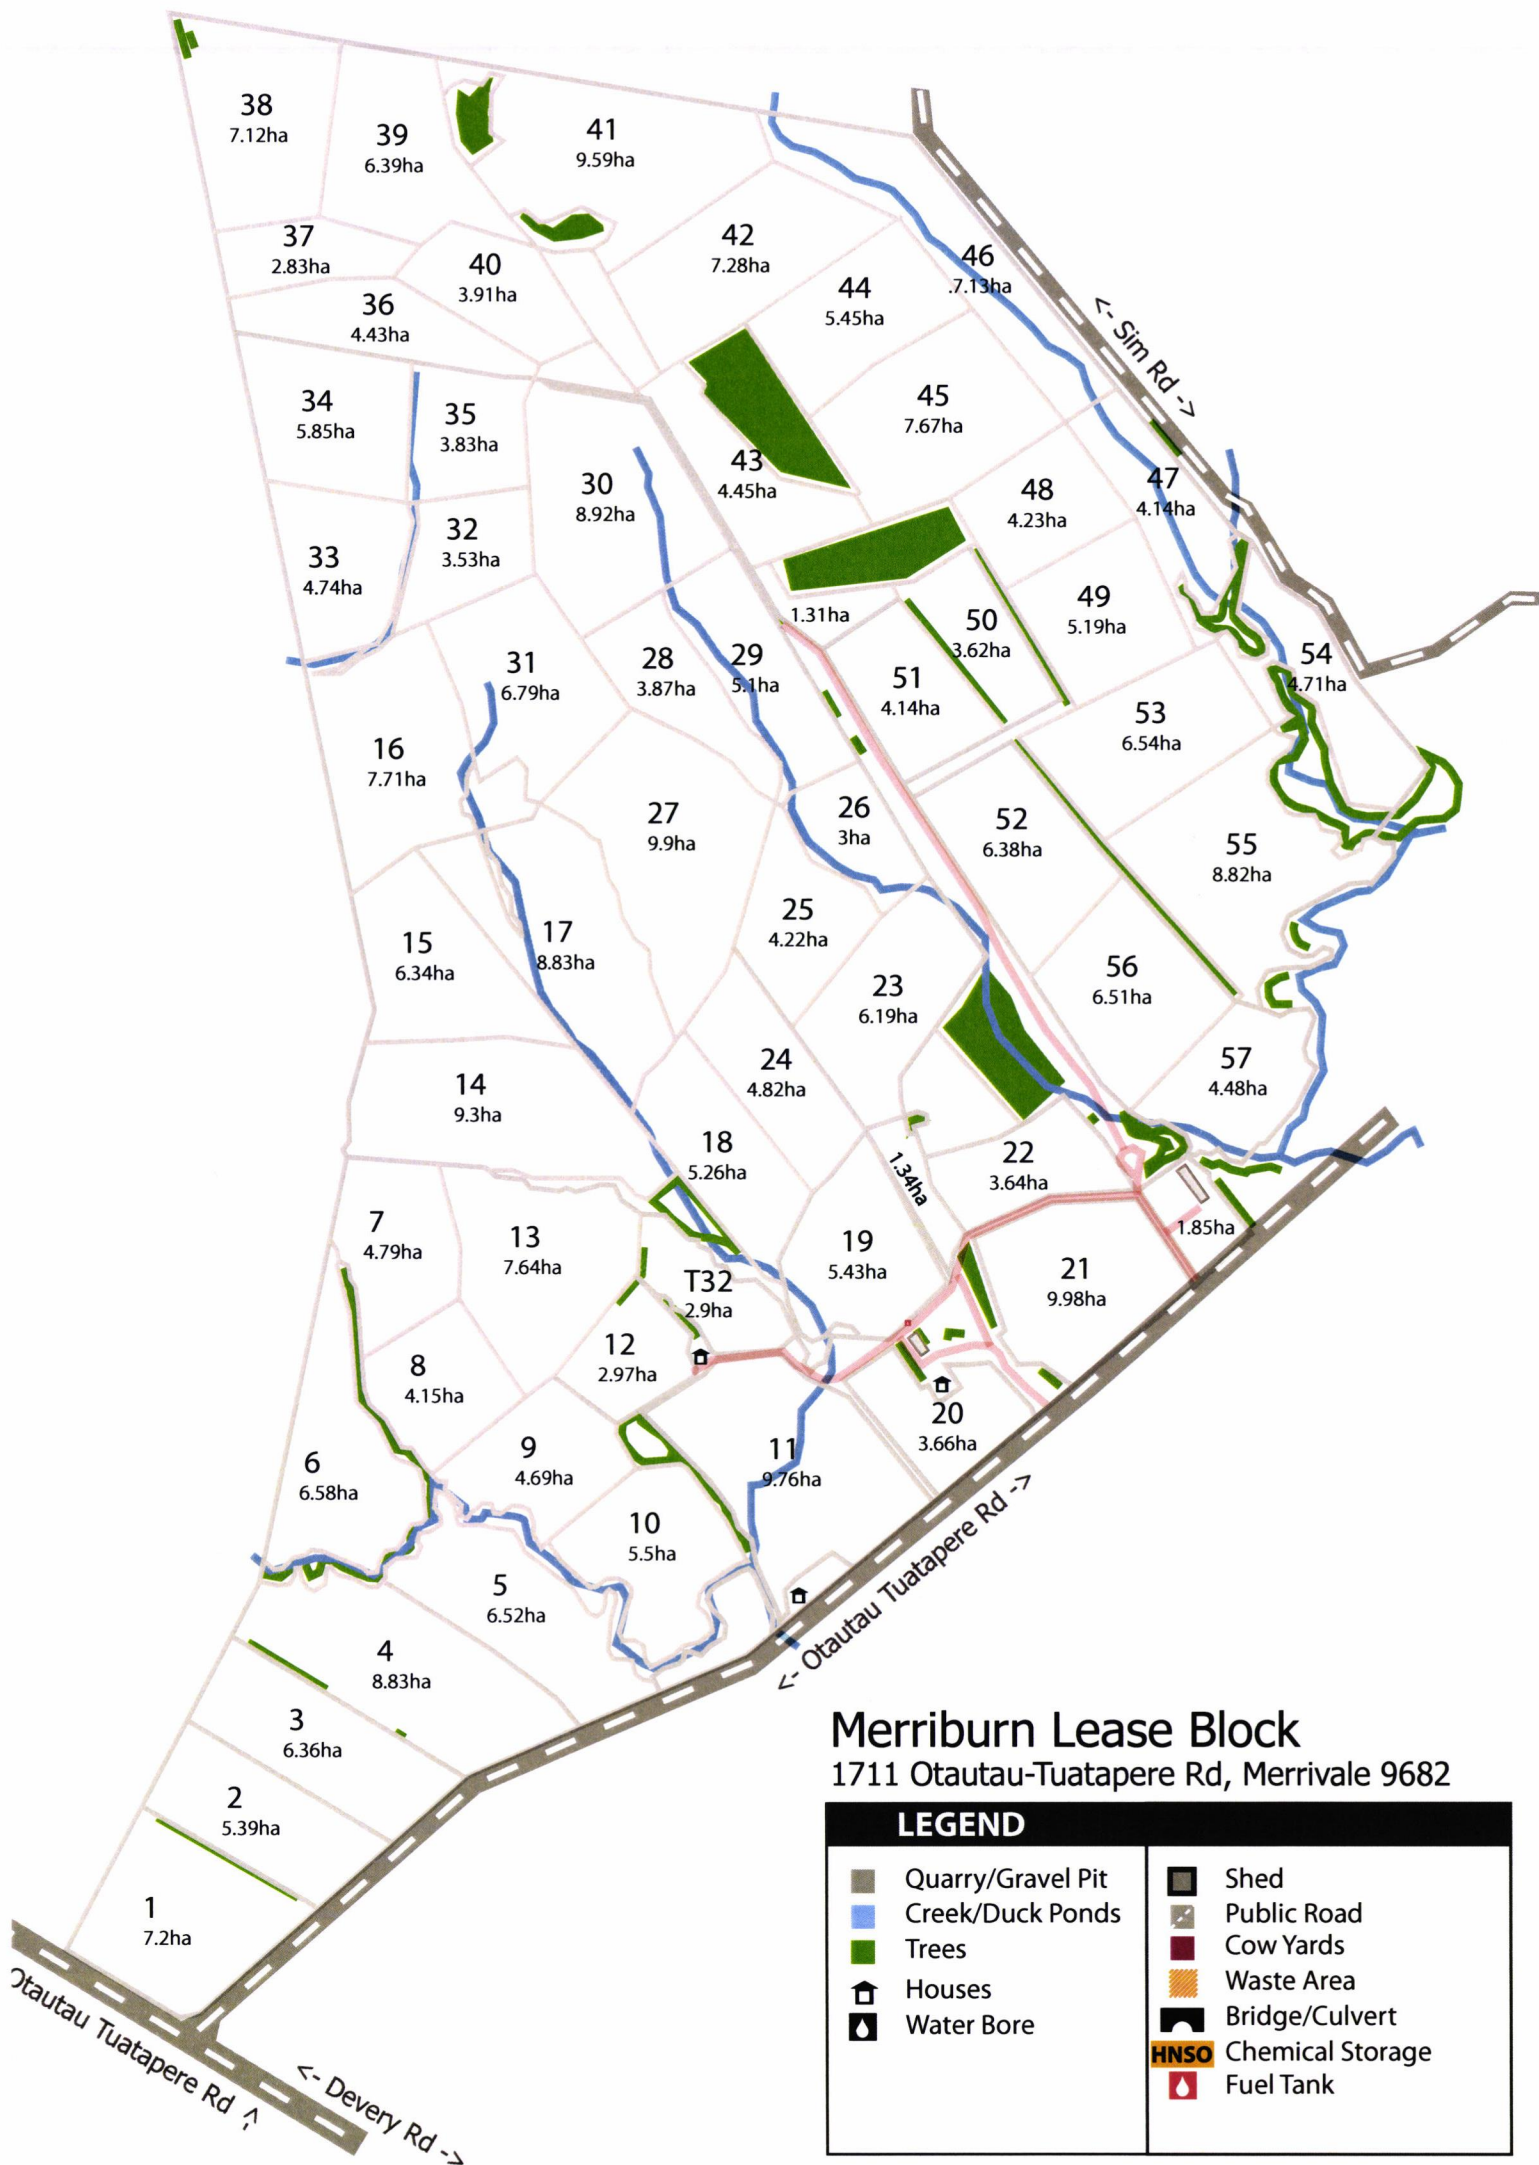 38
7.12ha
39
6.39ha
41
9.59ha
37
2.83ha
40
3.91ha
42
7.28ha
46
.7.13ha
36
4.43ha
44
5.45ha
<- Sim Rd ->
34
5.85ha
35
3.83ha
45
7.67ha
30
8.92ha
43
4.45ha
48
4.23ha
47
4.14ha
33
4.74ha
32
3.53ha
1.31ha
50
3.62ha
49
5.19ha
31
6.79ha
28
3.87ha
29
5.1ha
51
4.14ha
54
4.71ha
16
7.71ha
53
6.54ha
27
9.9ha
26
3ha
52
6.38ha
55
8.82ha
15
6.34ha
17
8.83ha
25
4.22ha
23
6.19ha
56
6.51ha
14
9.3ha
24
4.82ha
57
4.48ha
18
5.26ha
1.34ha
22
3.64ha
7
4.79ha
13
7.64ha
T32
2.9ha
19
5.43ha
1.85ha
21
9.98ha
8
4.15ha
12
2.97ha
20
3.66ha
6
6.58ha
9
4.69ha
11
9.76ha
10
5.5ha
5
6.52ha
<- Otautau Tuatapere Rd ->
4
8.83ha
3
6.36ha
2
5.39ha
1
7.2ha
Otautau Tuatapere Rd ->
<- Devery Rd ->
Merriburn Lease Block
1711 Otautau-Tuatapere Rd, Merrivale 9682
LEGEND
Quarry/Gravel Pit
Creek/Duck Ponds
Trees
Houses
Water Bore
Shed
Public Road
Cow Yards
Waste Area
Bridge/Culvert
HNSO Chemical Storage
Fuel Tank